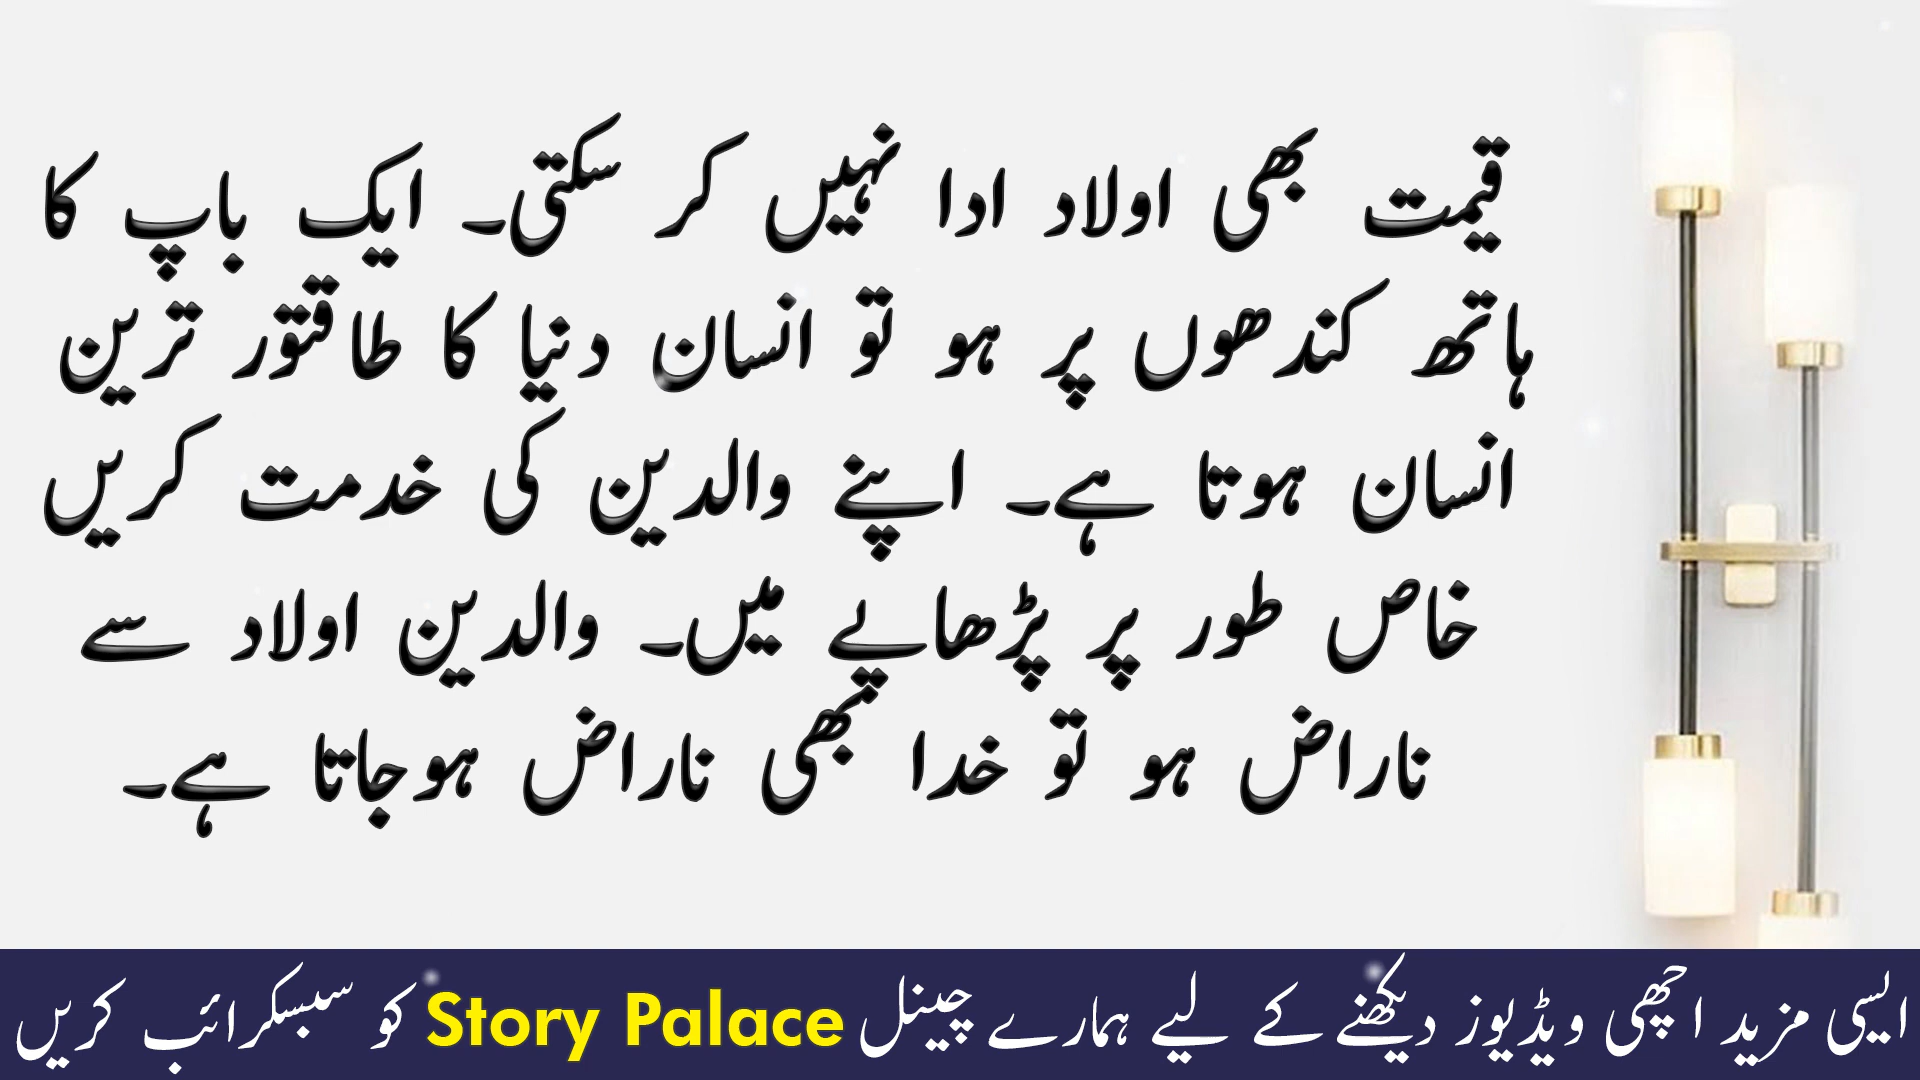 قیمت بھی اولاد ادا نہیں کر سکتی۔ ایک باپ کا
ہاتھ کندھوں پر ہو تو انسان دنیا کا طاقتور ترین
انسان ہوتا ہے۔ اپنے والدین کی خدمت کریں
خاص طور پر پڑھاپے میں۔ والدین اولاد سے
ناراض ہو تو خدا بھی ناراض ہوجاتا ہے۔
ایسی مزید اچھی ویڈیوز دیکھنے کے لیے ہمارے چینل Story Palace کو سبسکرائب کریں